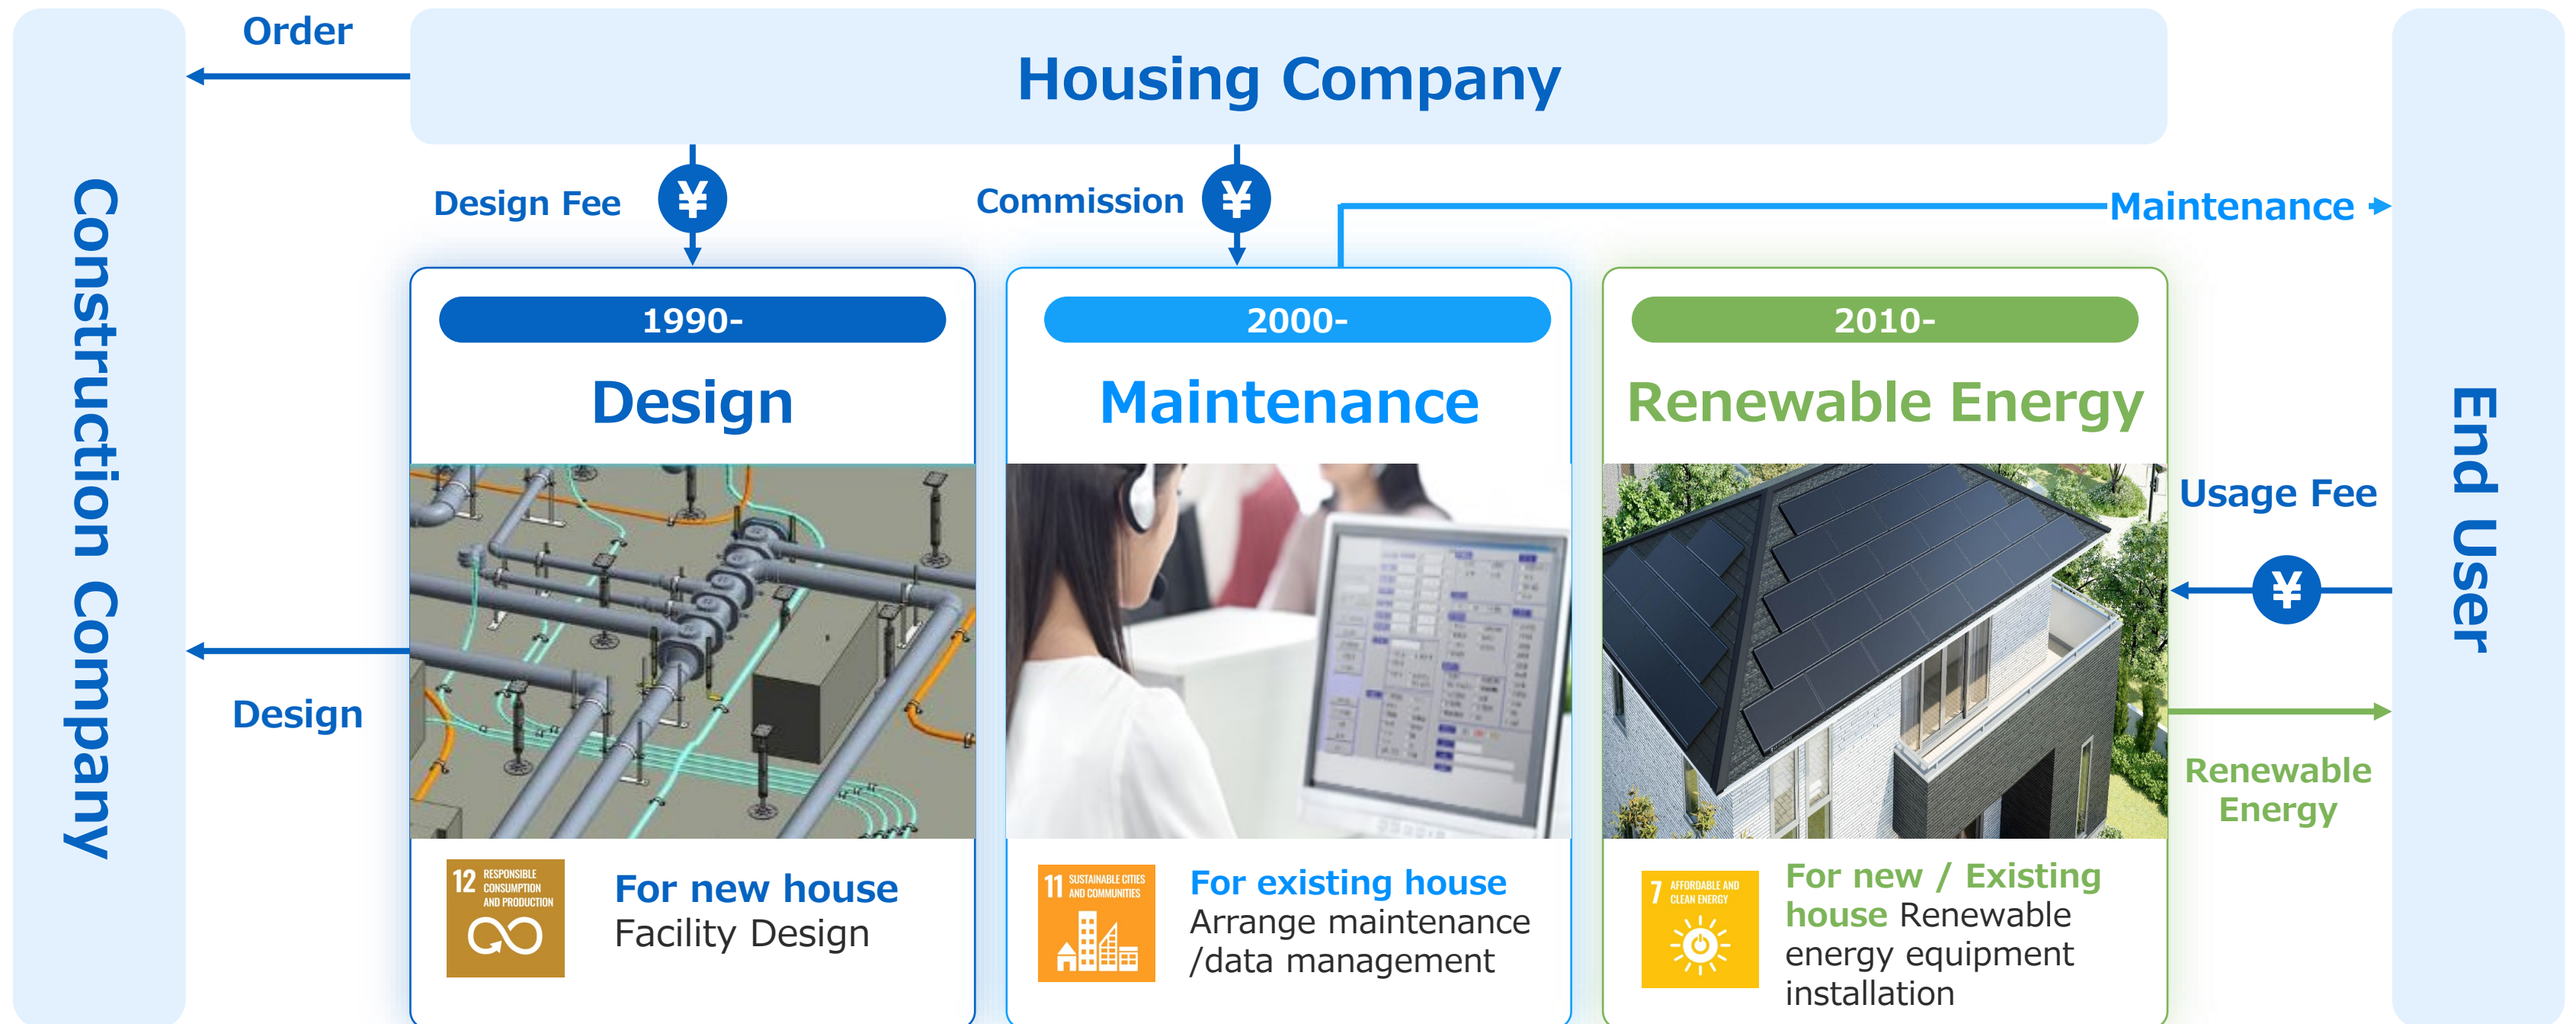 Order
Housing Company
Construction Company
Design Fee
¥
Commission
¥
Maintenance
End User
1990-
Design
2000-
Maintenance
2010-
Renewable Energy
Usage Fee
¥
Design
Renewable
Energy
12 RESPONSIBLE
CONSUMPTION
AND PRODUCTION
For new house
Facility Design
11 SUSTAINABLE CITIES
AND COMMUNITIES
For existing house
Arrange maintenance
/data management
7 AFFORDABLE AND
CLEAN ENERGY
For new / Existing
house Renewable
energy equipment
installation